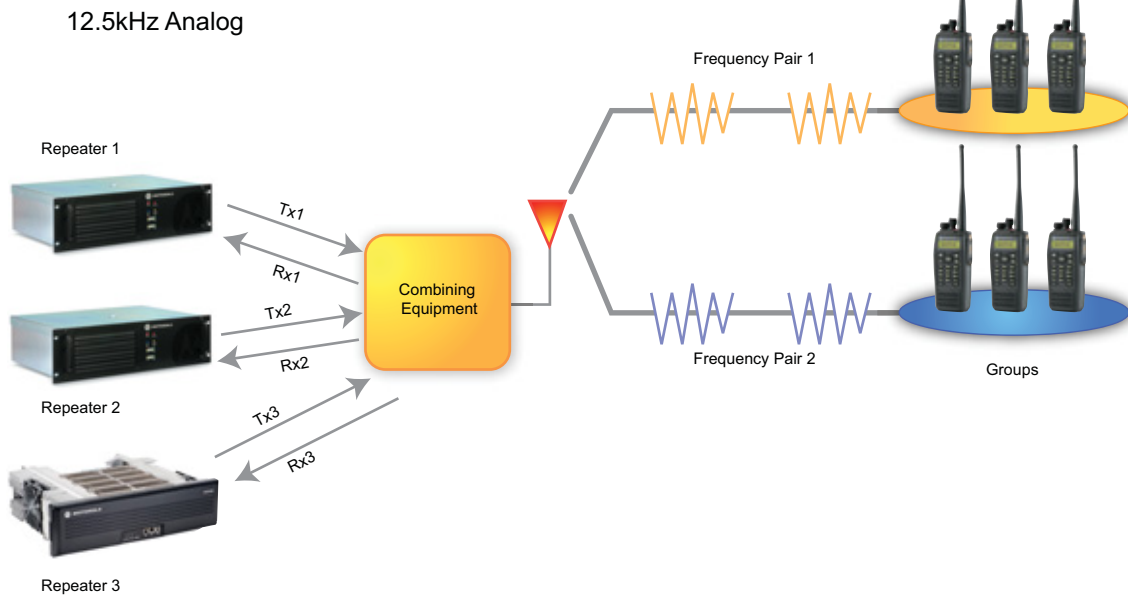 12.5kHz Analog
Frequency Pair 1
Repeater 1
Tx1
Rx1
Combining
Equipment
Tx2
Rx2
Frequency Pair 2
Groups
Repeater 2
Tx3
Rx3
MOTOROLA
Repeater 3